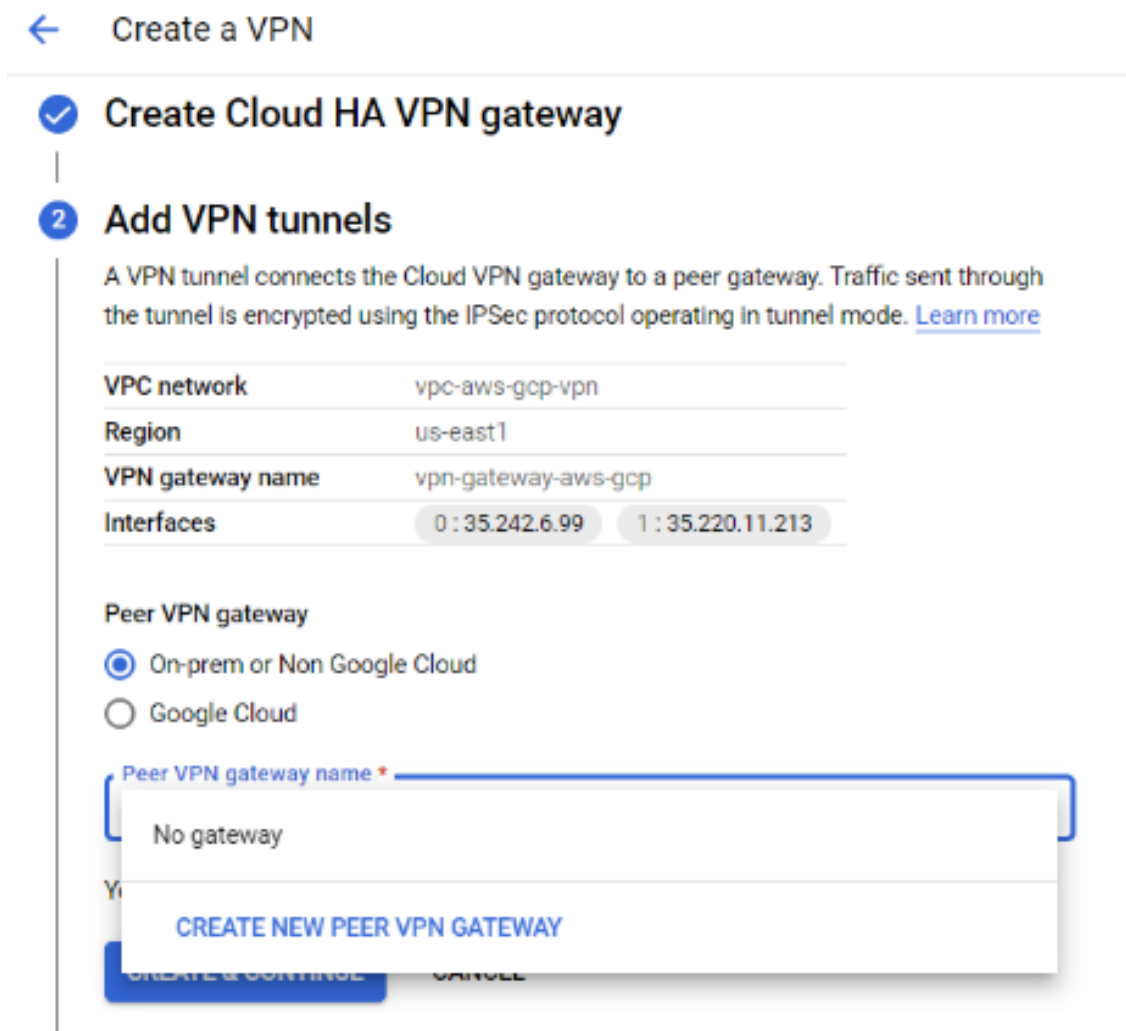 Create a VPN
Create Cloud HA VPN gateway
2
Add VPN tunnels
A VPN tunnel connects the Cloud VPN gateway to a peer gateway. Traffic sent through
the tunnel is encrypted using the IPSec protocol operating in tunnel mode. Learn more
VPC network vpc-aws-gcp-vpn
Region us-east1
VPN gateway name vpn-gateway-aws-gcp
Interfaces 0 : 35.242.6.99 1 : 35.220.11.213
Peer VPN gateway
On-prem or Non Google Cloud
Google Cloud
Peer VPN gateway name *
No gateway
CREATE NEW PEER VPN GATEWAY
CREATE & CONTINUE CANCEL